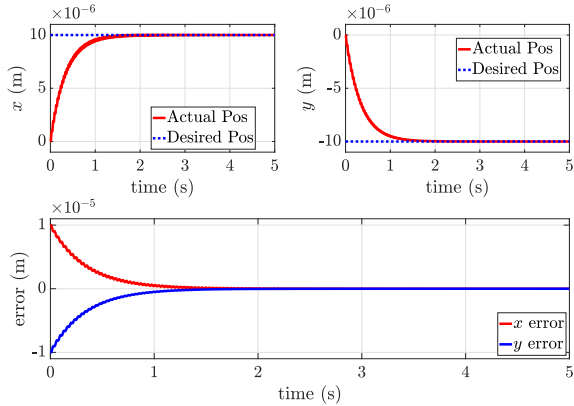 ×10⁻⁶
10
5
0
x (m)
Actual Pos
Desired Pos
0 1 2 3 4 5
time (s)
×10⁻⁶
0
-5
-10
y (m)
Actual Pos
Desired Pos
0 1 2 3 4 5
time (s)
×10⁻⁵
1
0
-1
error (m)
x error
y error
0 1 2 3 4 5
time (s)